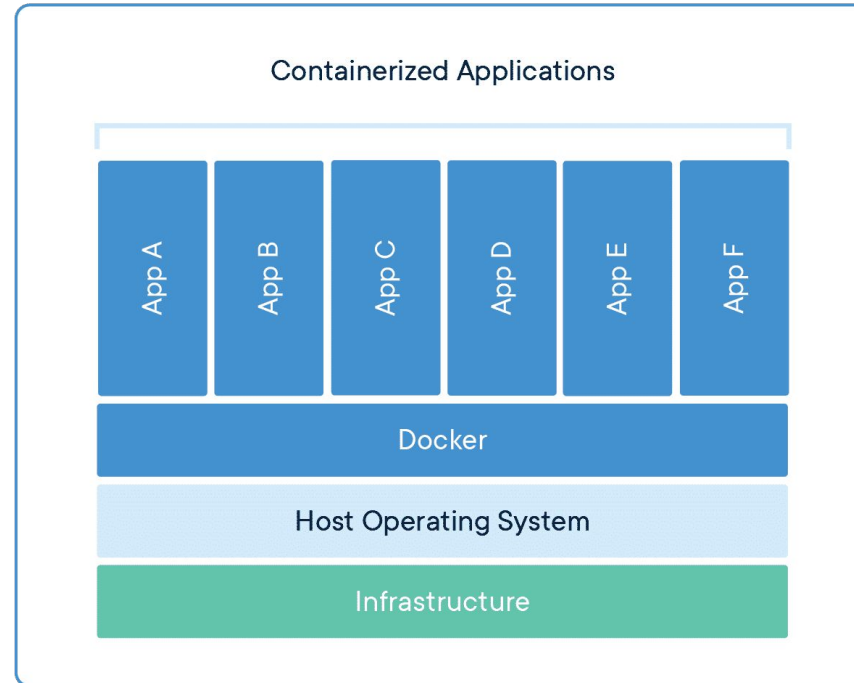 Containerized Applications
App A
App B
App C
App D
App E
App F
Docker
Host Operating System
Infrastructure